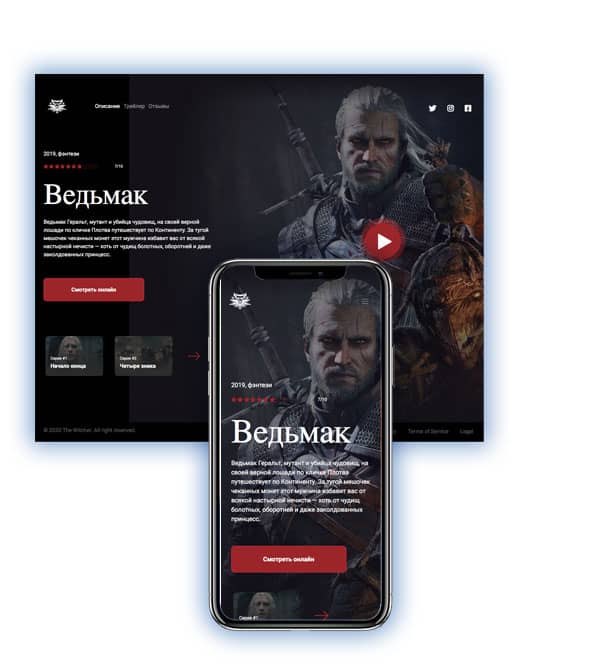 Описание Трейлер Отзывы
2019, фэнтези
7/10
Ведьмак
Ведьмак Геральт, мутант и убийца чудовищ, на своей верной
лошади по кличке Плотва путешествует по Континенту. За тугой
мешочек чеканных монет этот мужчина избавит вас от всякой
настырной нечисти — хоть от чудищ болотных, оборотней и даже
заколдованных принцесс.
Смотреть онлайн
Серия #1
Начало конца
Серия #2
Четыре знака
© 2020 The Witcher. All right reserved.
Terms of Service
Legal
2019, фэнтези
7/10
Ведьмак
Ведьмак Геральт, мутант и убийца чудовищ, на
своей верной лошади по кличке Плотва
путешествует по Континенту. За тугой мешочек
чеканных монет этот мужчина избавит вас от
всякой настырной нечисти — хоть от чудищ
болотных, оборотней и даже заколдованных
принцесс.
Смотреть онлайн
Серия #1